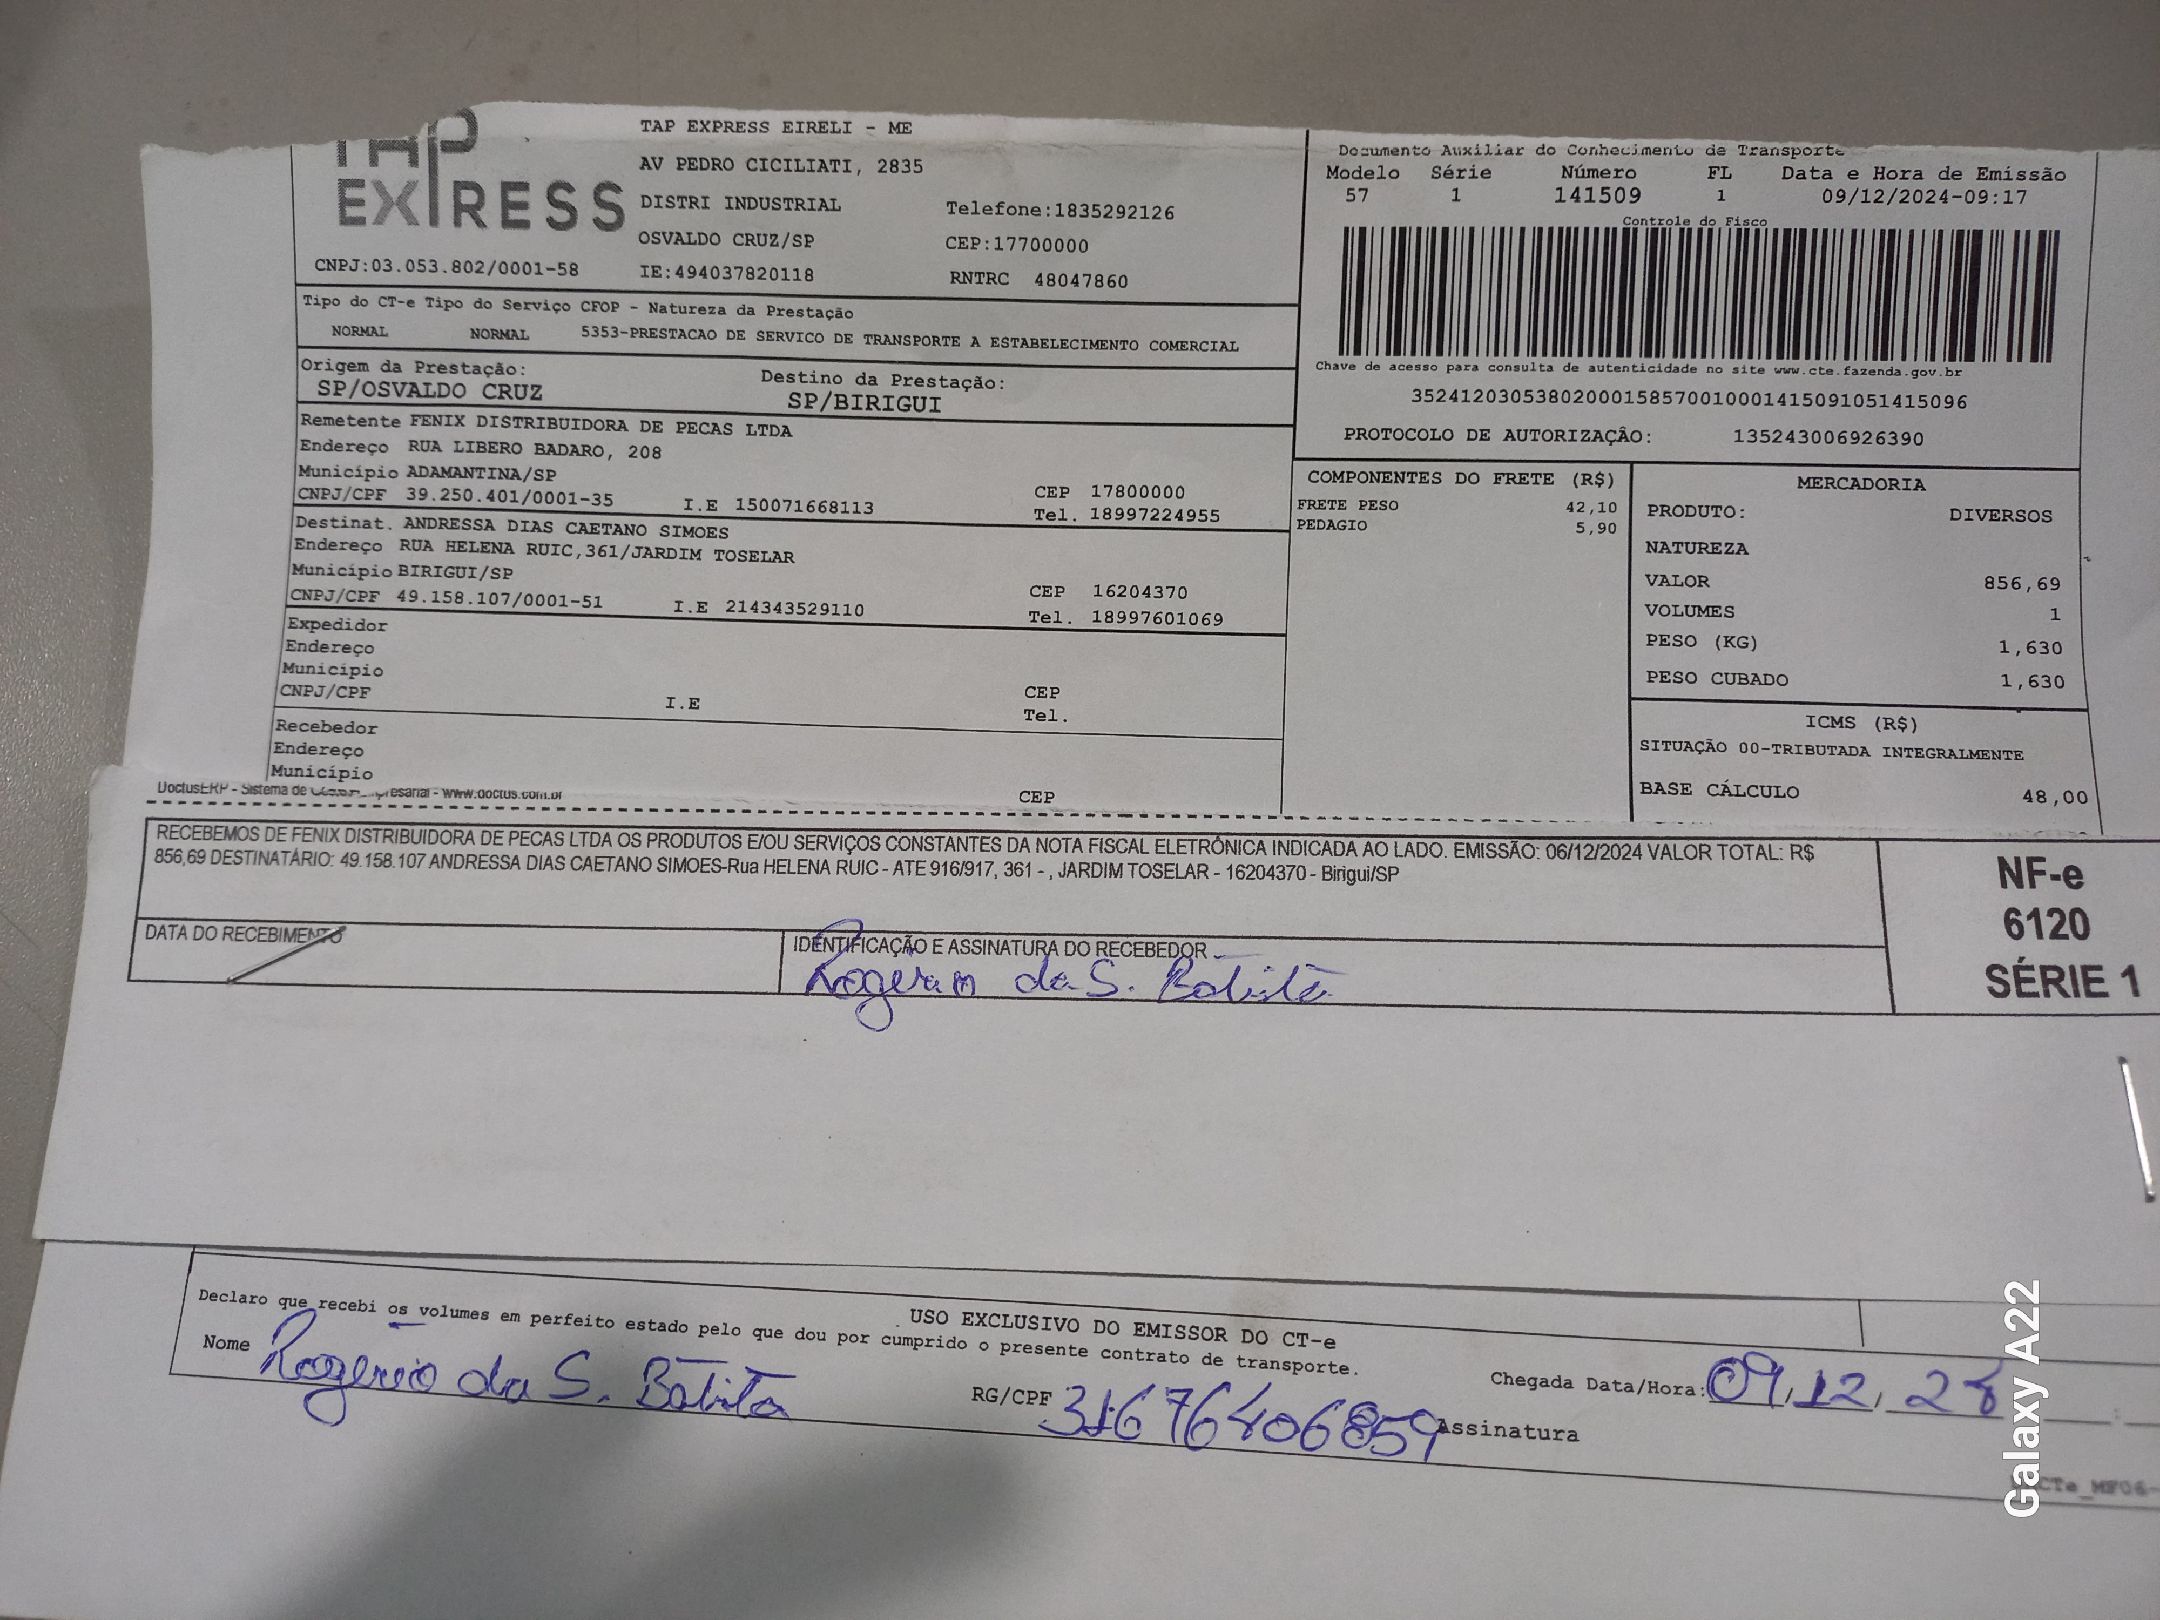 TAP
EXPRESS
CNPJ:03.053.802/0001-58
TAP EXPRESS EIRELI - ME
AV PEDRO CICILIATI, 2835
DISTRI INDUSTRIAL
Telefone:1835292126
OSVALDO CRUZ/SP
CEP:17700000
IE:494037820118
RNTRC 48047860
Documento Auxiliar do Conhecimento de Transporte
Modelo Série Número FL Data e Hora de Emissão
57 1 141509 1 09/12/2024-09:17
Controle do Fisco
Chave de acesso para consulta de autenticidade no site www.cte.fazenda.gov.br
35241203053802000158570010001415091051415096
PROTOCOLO DE AUTORIZAÇÃO: 135243006926390
Tipo do CT-e Tipo do Serviço CFOP - Natureza da Prestação
NORMAL NORMAL 5353-PRESTACAO DE SERVICO DE TRANSPORTE A ESTABELECIMENTO COMERCIAL
Origem da Prestação: Destino da Prestação:
SP/OSVALDO CRUZ SP/BIRIGUI
Remetente FENIX DISTRIBUIDORA DE PECAS LTDA
Endereço RUA LIBERO BADARO, 208
Município ADAMANTINA/SP CEP 17800000
CNPJ/CPF 39.250.401/0001-35 I.E 150071668113 Tel. 18997224955
Destinat. ANDRESSA DIAS CAETANO SIMOES
Endereço RUA HELENA RUIC,361/JARDIM TOSELAR
Município BIRIGUI/SP CEP 16204370
CNPJ/CPF 49.158.107/0001-51 I.E 214343529110 Tel. 18997601069
Expedidor
Endereço
Município CEP
CNPJ/CPF I.E Tel.
Recebedor
Endereço
Município CEP
COMPONENTES DO FRETE (R$)
FRETE PESO 42,10
PEDAGIO 5,90
MERCADORIA
PRODUTO: DIVERSOS
NATUREZA
VALOR 856,69
VOLUMES 1
PESO (KG) 1,630
PESO CUBADO 1,630
ICMS (R$)
SITUAÇÃO 00-TRIBUTADA INTEGRALMENTE
BASE CÁLCULO 48,00
DoctusERP - Sistema de www.doctus.com.br
RECEBEMOS DE FENIX DISTRIBUIDORA DE PECAS LTDA OS PRODUTOS E/OU SERVIÇOS CONSTANTES DA NOTA FISCAL ELETRÔNICA INDICADA AO LADO. EMISSÃO: 06/12/2024 VALOR TOTAL: R$
856,69 DESTINATÁRIO: 49.158.107 ANDRESSA DIAS CAETANO SIMOES-Rua HELENA RUIC - ATE 916/917, 361 - , JARDIM TOSELAR - 16204370 - Birigui/SP
DATA DO RECEBIMENTO
IDENTIFICAÇÃO E ASSINATURA DO RECEBEDOR
Rogerio da S. Batista
NF-e
6120
SÉRIE 1
USO EXCLUSIVO DO EMISSOR DO CT-e
Declaro que recebi os volumes em perfeito estado pelo que dou por cumprido o presente contrato de transporte.
Nome Rogerio da S. Batista
RG/CPF 31676406859
Assinatura
Chegada Data/Hora: 09,12,
Galaxy A22